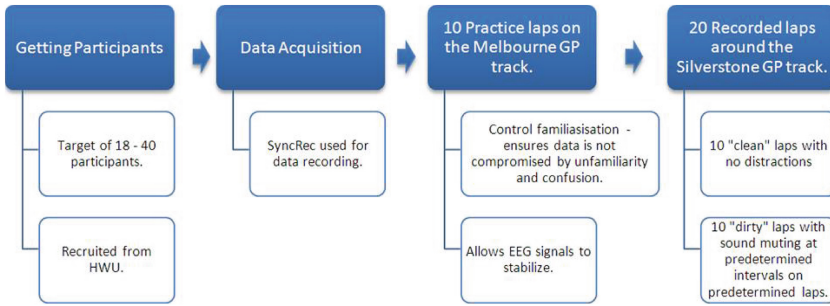 Getting Participants
Target of 18 - 40
participants.
Recruited from
HWU.
Data Acquisition
SyncRec used for
data recording.
10 Practice laps on
the Melbourne GP
track.
Control familiasisation -
ensures data is not
compromised by unfamiliarity
and confusion.
Allows EEG signals to
stabilize.
20 Recorded laps
around the
Silverstone GP track.
10 "clean" laps with
no distractions
10 "dirty" laps with
sound muting at
predetermined
intervals on
predetermined laps.